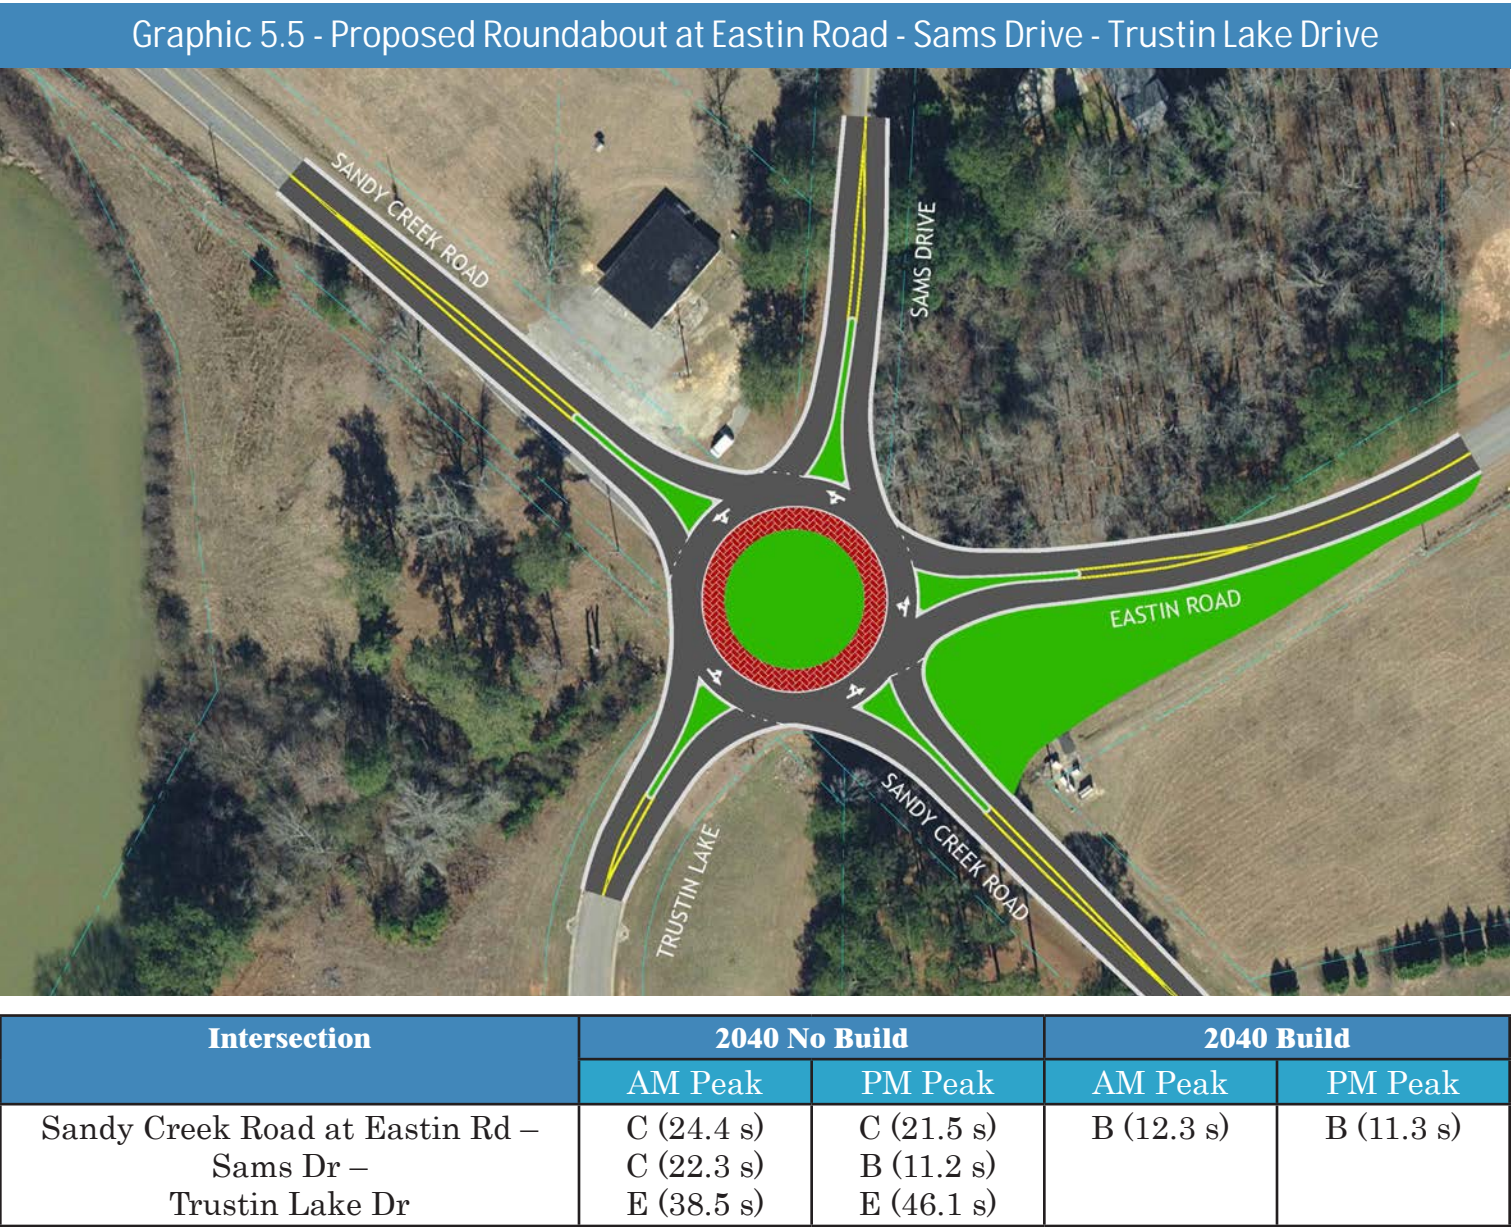 Graphic 5.5 - Proposed Roundabout at Eastin Road - Sams Drive - Trustin Lake Drive
SANDY CREEK ROAD
SAMS DRIVE
EASTIN ROAD
SANDY CREEK ROAD
TRUSTIN LAKE
Intersection 2040 No Build 2040 Build
AM Peak PM Peak AM Peak PM Peak
Sandy Creek Road at Eastin Rd – C (24.4 s) C (21.5 s) B (12.3 s) B (11.3 s)
Sams Dr – C (22.3 s) B (11.2 s)
Trustin Lake Dr E (38.5 s) E (46.1 s)